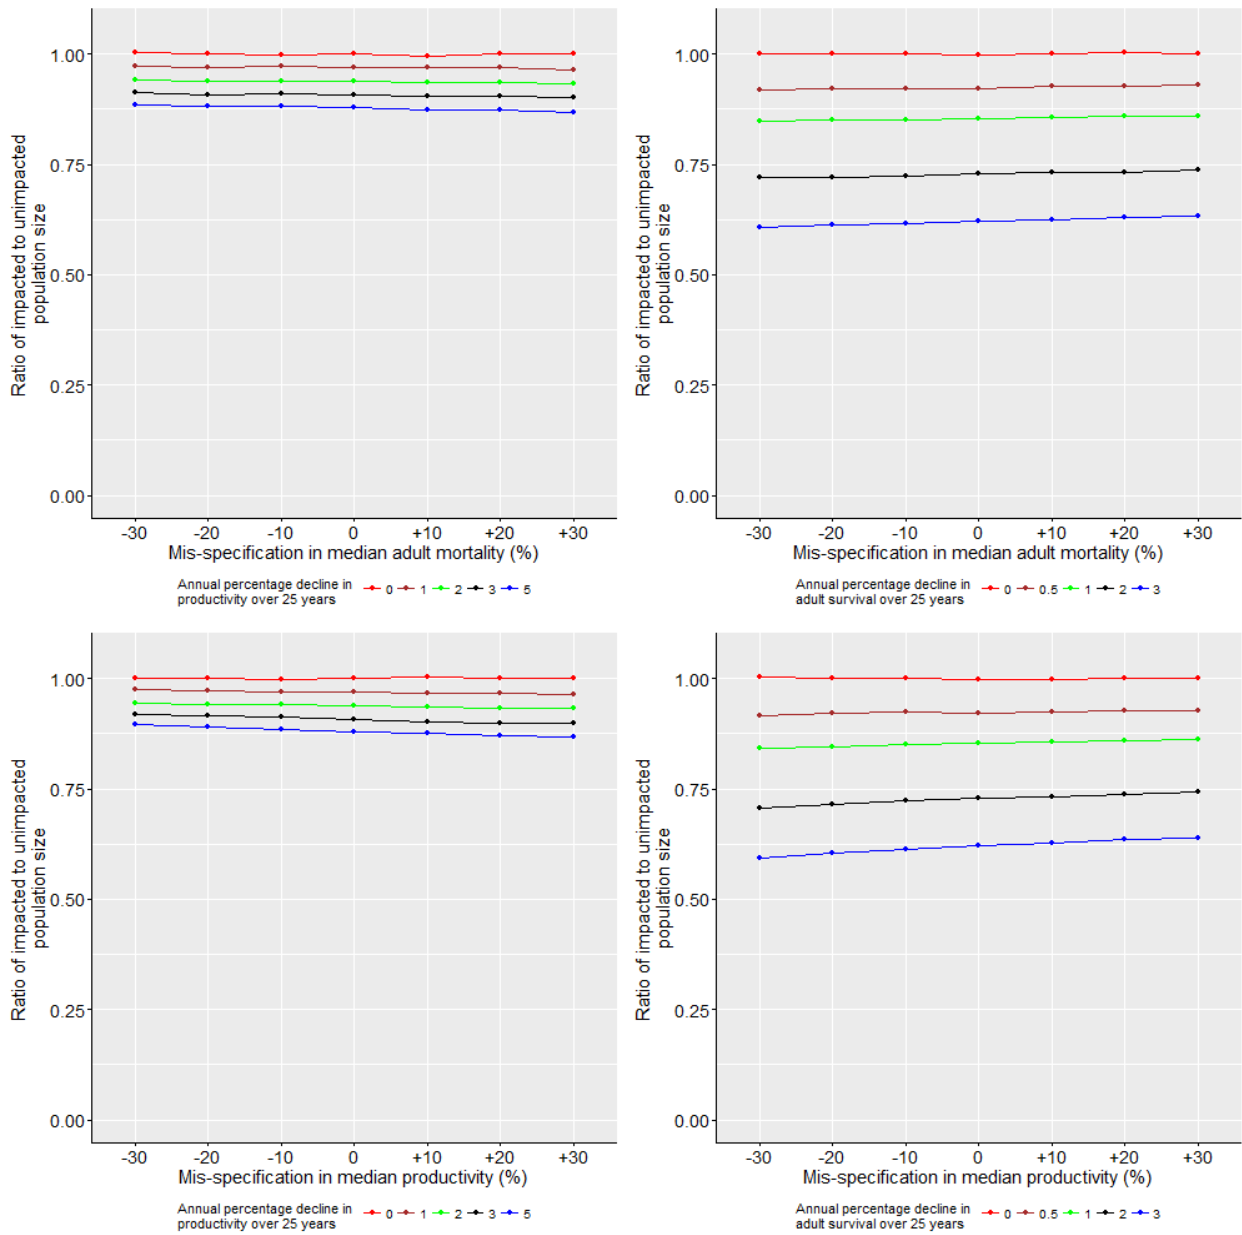 Ratio of impacted to unimpacted
population size
1.00
0.75
0.50
0.25
0.00
-30 -20 -10 0 +10 +20 +30
Mis-specification in median adult mortality (%)
Annual percentage decline in
productivity over 25 years
0 1 2 3 5
Ratio of impacted to unimpacted
population size
1.00
0.75
0.50
0.25
0.00
-30 -20 -10 0 +10 +20 +30
Mis-specification in median adult mortality (%)
Annual percentage decline in
adult survival over 25 years
0 0.5 1 2 3
Ratio of impacted to unimpacted
population size
1.00
0.75
0.50
0.25
0.00
-30 -20 -10 0 +10 +20 +30
Mis-specification in median productivity (%)
Annual percentage decline in
productivity over 25 years
0 1 2 3 5
Ratio of impacted to unimpacted
population size
1.00
0.75
0.50
0.25
0.00
-30 -20 -10 0 +10 +20 +30
Mis-specification in median productivity (%)
Annual percentage decline in
adult survival over 25 years
0 0.5 1 2 3